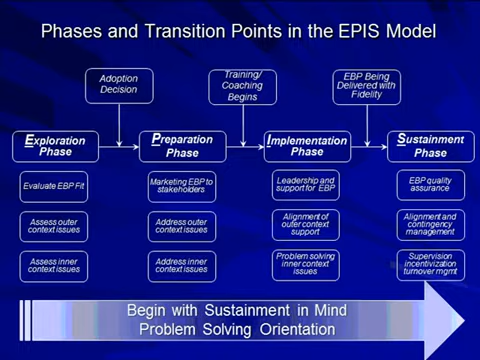 Phases and Transition Points in the EPIS Model
Adoption
Decision
Training/
Coaching
Begins
EBP Being
Delivered with
Fidelity
Exploration
Phase
Preparation
Phase
Implementation
Phase
Sustainment
Phase
Evaluate EBP Fit
Marketing EBP to
stakeholders
Leadership and
support for EBP
EBP quality
assurance
Assess outer
context issues
Address outer
context issues
Alignment of
outer context
support
Alignment and
contingency
management
Assess inner
context issues
Address inner
context issues
Problem solving
inner context
issues
Supervision
incentivization
turnover mgmt
Begin with Sustainment in Mind
Problem Solving Orientation